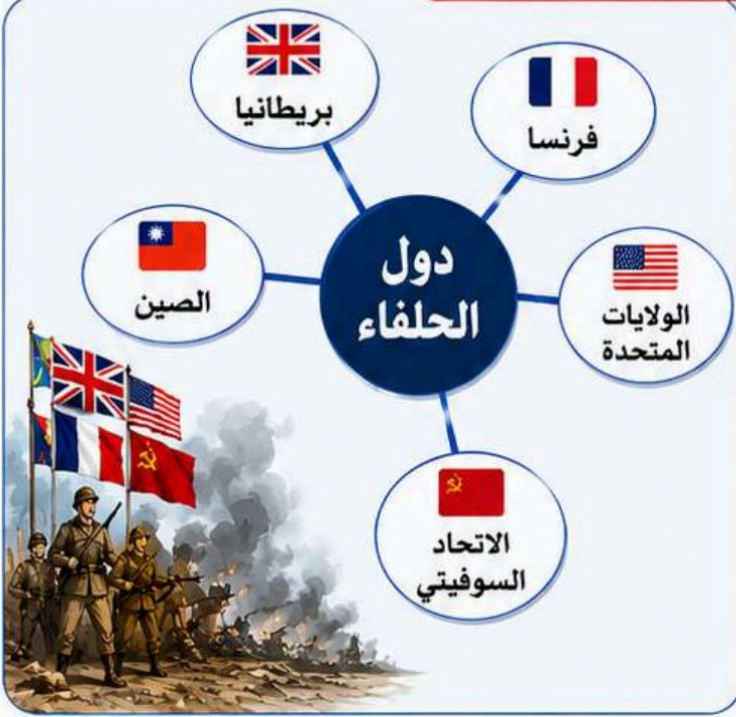 بريطانيا
فرنسا
دول
الحلفاء
الصين
الولايات
المتحدة
الاتحاد
السوفيتي